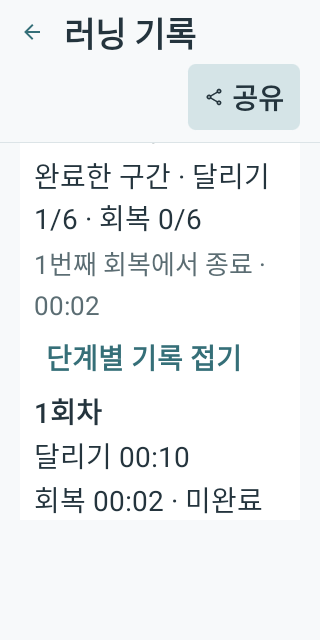 러닝 기록
공유
완료한 구간 · 달리기
1/6 · 회복 0/6
1번째 회복에서 종료 ·
00:02
단계별 기록 접기
1회차
달리기 00:10
회복 00:02 · 미완료